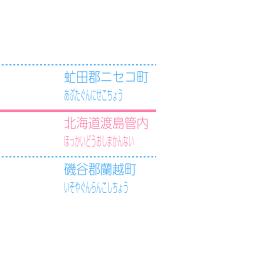 虻田郡ニセコ町
あぶたぐんにせこちょう
北海道渡島管内
ほっかいどうおしまかんない
磯谷郡蘭越町
いそやぐんらんこしちょう